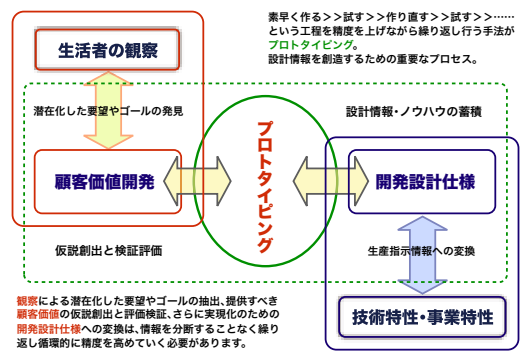 素早く作る>>試す>>作り直す>>試す>>……
という工程を精度を上げながら繰り返し行う手法が
プロトタイピング。
設計情報を創造するための重要なプロセス。
生活者の観察
潜在化した要望やゴールの発見
設計情報・ノウハウの蓄積
顧客価値開発
プロトタイピング
開発設計仕様
仮説創出と検証評価
生産指示情報への変換
観察による潜在化した要望やゴールの抽出、提供すべき
顧客価値の仮説創出と評価検証、さらに実現化のための
開発設計仕様への変換は、情報を分断することなく繰り
返し循環的に精度を高めていく必要があります。
技術特性・事業特性